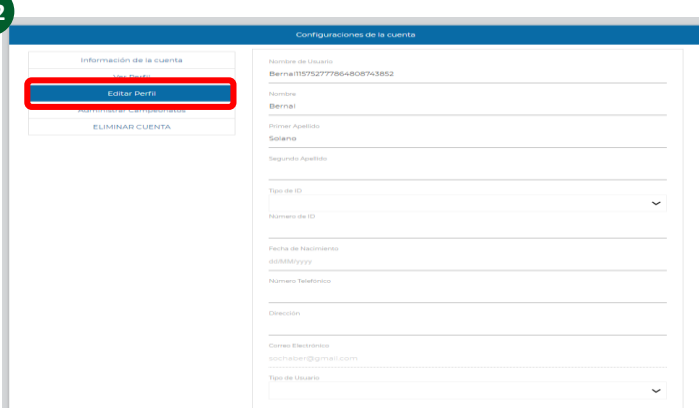 2
Configuraciones de la cuenta
Información de la cuenta
Ver Perfil
Editar Perfil
Administrar Campeonatos
ELIMINAR CUENTA
Nombre de Usuario
Bernal115752777864808743852
Nombre
Bernal
Primer Apellido
Solano
Segundo Apellido
Tipo de ID
Número de ID
Fecha de Nacimiento
dd/MM/yyyy
Número Telefónico
Dirección
Correo Electrónico
sochaber@gmail.com
Tipo de Usuario